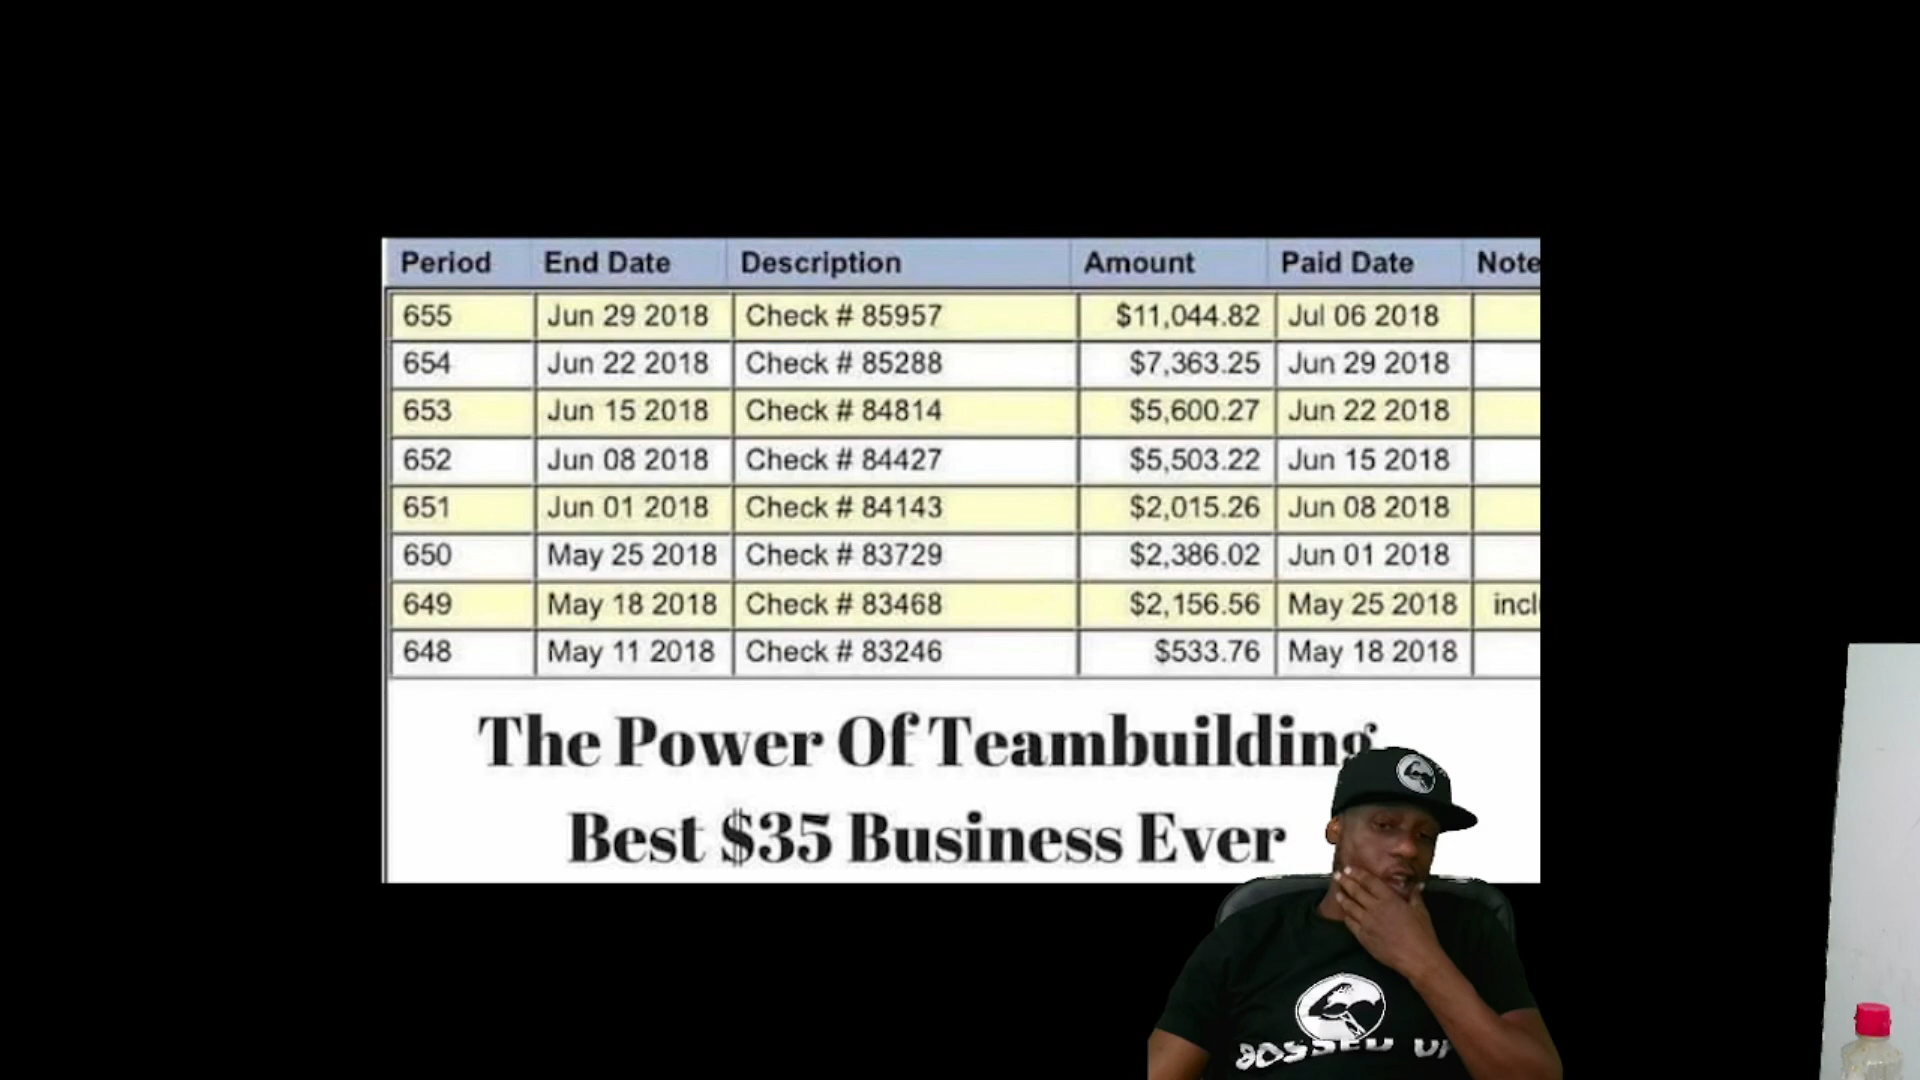 Period End Date Description Amount Paid Date Note
655 Jun 29 2018 Check # 85957 $11,044.82 Jul 06 2018
654 Jun 22 2018 Check # 85288 $7,363.25 Jun 29 2018
653 Jun 15 2018 Check # 84814 $5,600.27 Jun 22 2018
652 Jun 08 2018 Check # 84427 $5,503.22 Jun 15 2018
651 Jun 01 2018 Check # 84143 $2,015.26 Jun 08 2018
650 May 25 2018 Check # 83729 $2,386.02 Jun 01 2018
649 May 18 2018 Check # 83468 $2,156.56 May 25 2018 incl
648 May 11 2018 Check # 83246 $533.76 May 18 2018
The Power Of Teambuilding
Best $35 Business Ever
BOSSED UP